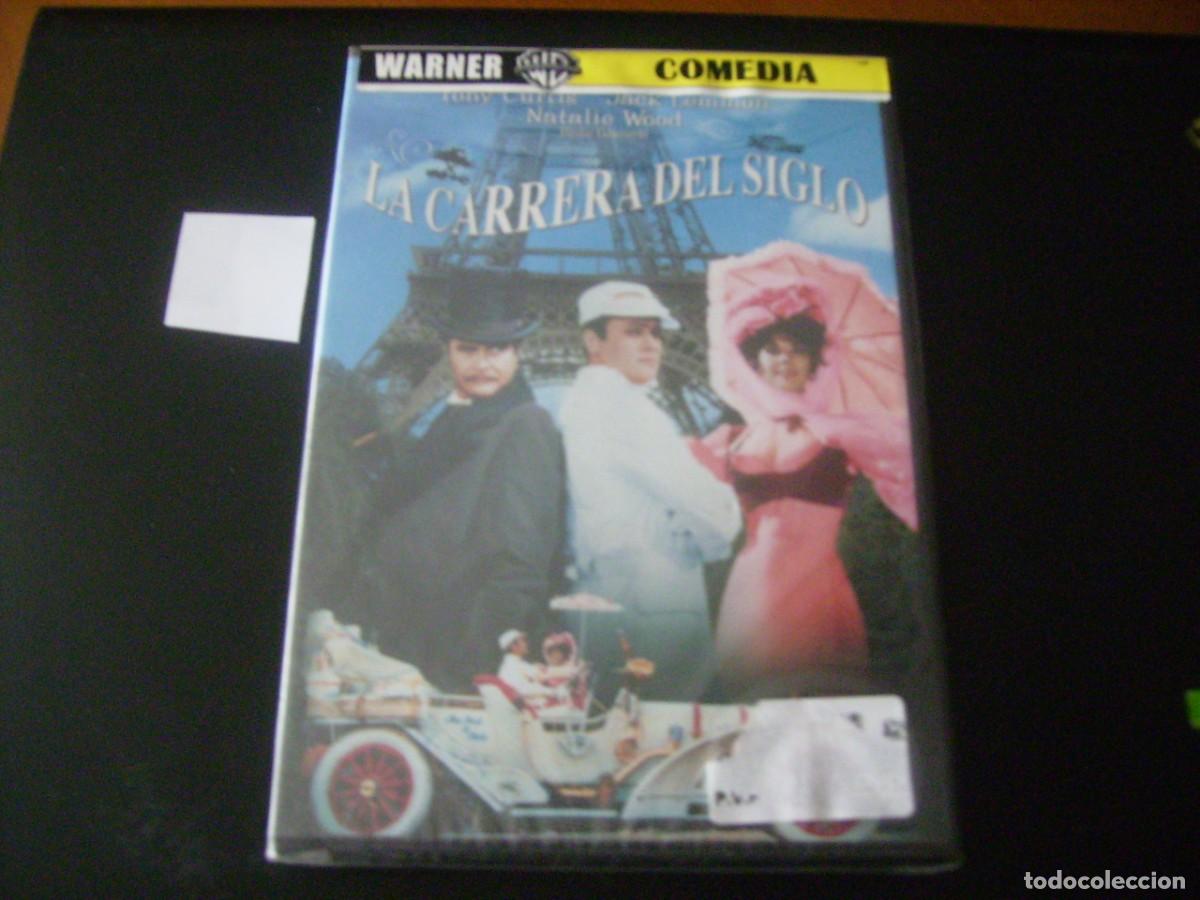 WARNER
COMEDIA
Tony Curtis Jack Lemmon
Natalie Wood
LA CARRERA DEL SIGLO
P.V.P
todocoleccion